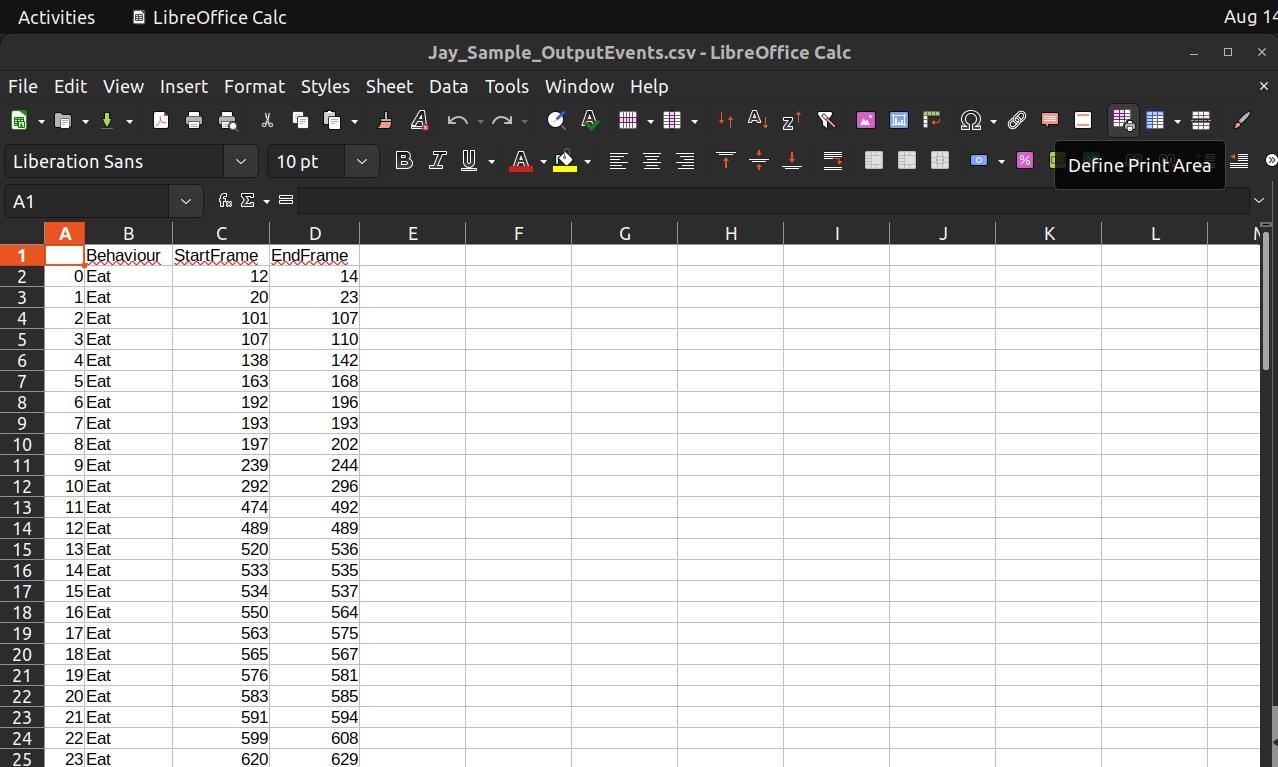 Activities LibreOffice Calc Aug 14
Jay_Sample_OutputEvents.csv - LibreOffice Calc
File Edit View Insert Format Styles Sheet Data Tools Window Help
Liberation Sans 10 pt Define Print Area
A1
A B C D E F G H I J K L
1 Behaviour StartFrame EndFrame
2 0 Eat 12 14
3 1 Eat 20 23
4 2 Eat 101 107
5 3 Eat 107 110
6 4 Eat 138 142
7 5 Eat 163 168
8 6 Eat 192 196
9 7 Eat 193 193
10 8 Eat 197 202
11 9 Eat 239 244
12 10 Eat 292 296
13 11 Eat 474 492
14 12 Eat 489 489
15 13 Eat 520 536
16 14 Eat 533 535
17 15 Eat 534 537
18 16 Eat 550 564
19 17 Eat 563 575
20 18 Eat 565 567
21 19 Eat 576 581
22 20 Eat 583 585
23 21 Eat 591 594
24 22 Eat 599 608
25 23 Eat 620 629